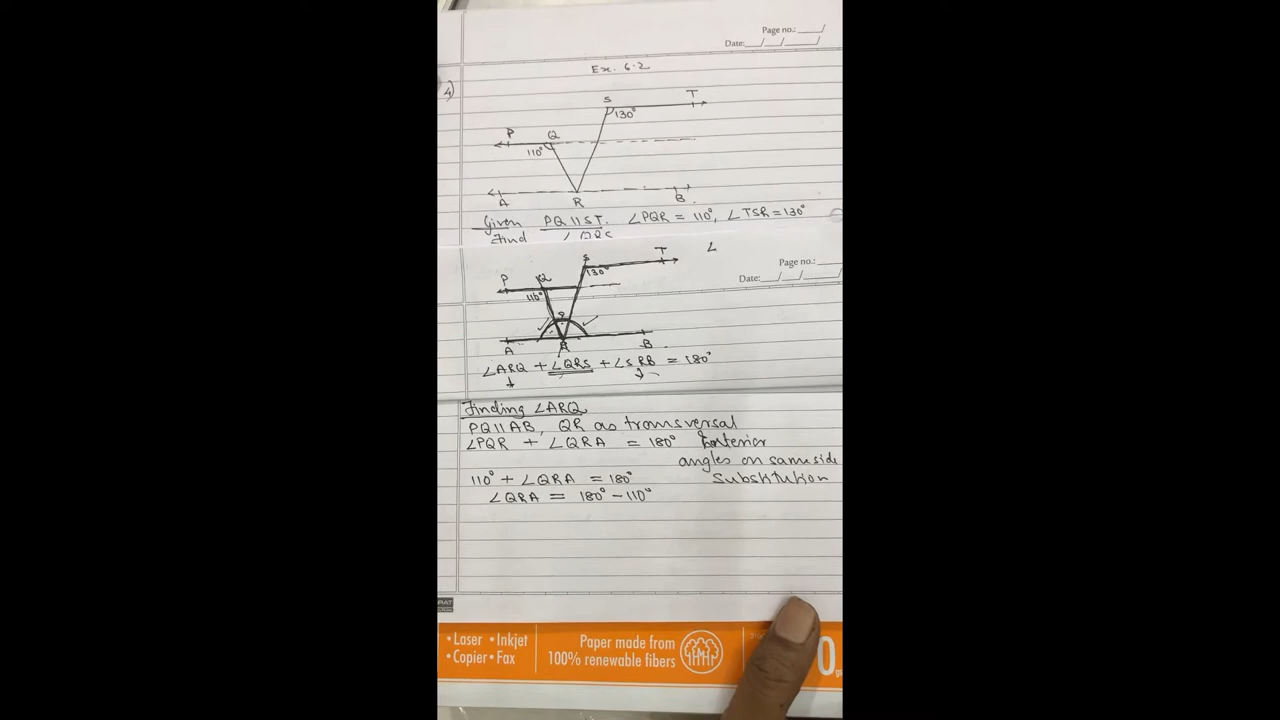 Page no.:
Date:
Ex. 6.2
4)
S
T
130°
P
Q
110°
A
R
B
Given PQ || ST. ∠PQR = 110°, ∠TSR = 130°
Find
S
T
∠
130°
Page no.:
Date:
P
Q
110°
A
R
B
∠ARQ + ∠QRS + ∠SRB = 180°
Finding ∠ARQ
PQ || AB, QR as transversal
∠PQR + ∠QRA = 180° Interior
angles on same side
110° + ∠QRA = 180° Substitution
∠QRA = 180° − 110°
• Laser • Inkjet
• Copier • Fax
Paper made from
100% renewable fibers